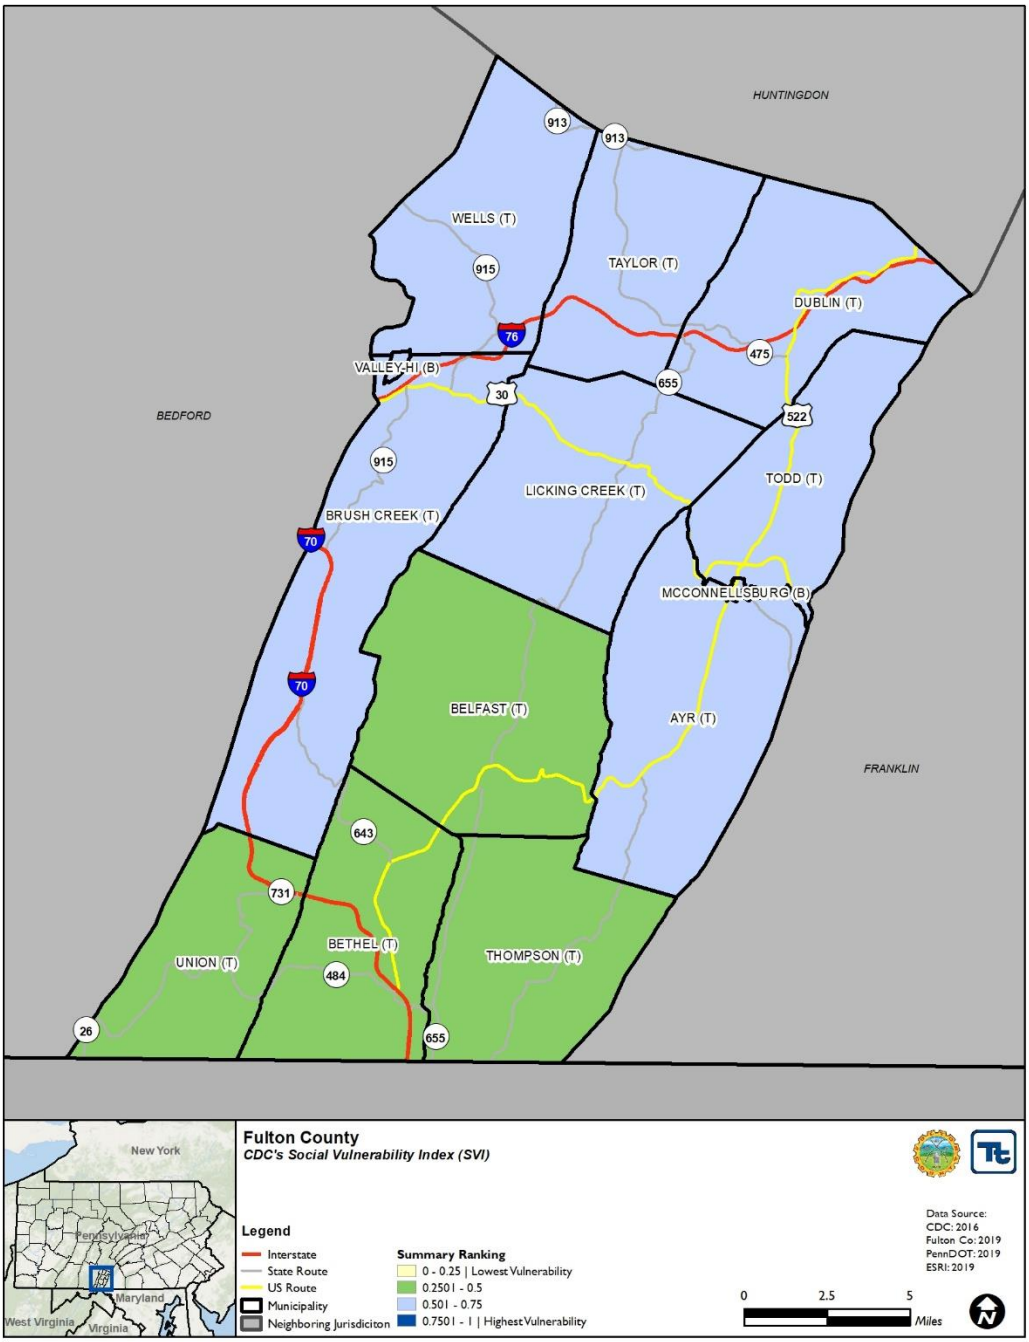 HUNTINGDON
913
913
WELLS (T)
TAYLOR (T)
915
DUBLIN (T)
76
475
VALLEY-HI (B)
30
655
522
BEDFORD
915
TODD (T)
LICKING CREEK (T)
BRUSH CREEK (T)
70
MCCONNELLSBURG (B)
70
BELFAST (T)
AYR (T)
FRANKLIN
643
731
BETHEL (T)
THOMPSON (T)
UNION (T)
484
26
655
New York
Pennsylvania
Maryland
West Virginia
Virginia
Fulton County
CDC's Social Vulnerability Index (SVI)
Legend
Interstate
State Route
US Route
Municipality
Neighboring Jurisdiciton
Summary Ranking
0 - 0.25 | Lowest Vulnerability
0.2501 - 0.5
0.501 - 0.75
0.7501 - 1 | Highest Vulnerability
Tt
Data Source:
CDC: 2016
Fulton Co: 2019
PennDOT: 2019
ESRI: 2019
0 2.5 5
Miles
N